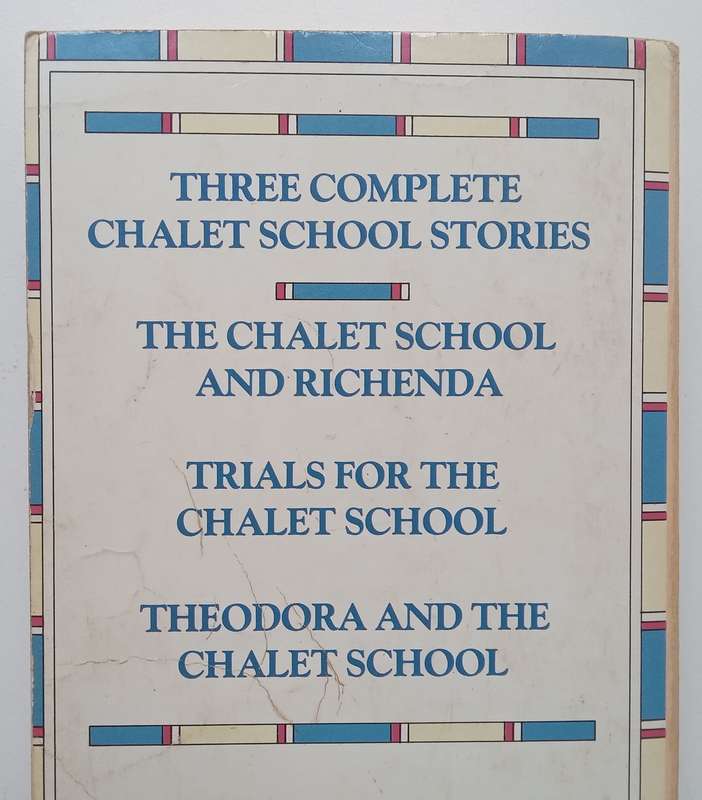 THREE COMPLETE
CHALET SCHOOL STORIES
THE CHALET SCHOOL
AND RICHENDA
TRIALS FOR THE
CHALET SCHOOL
THEODORA AND THE
CHALET SCHOOL